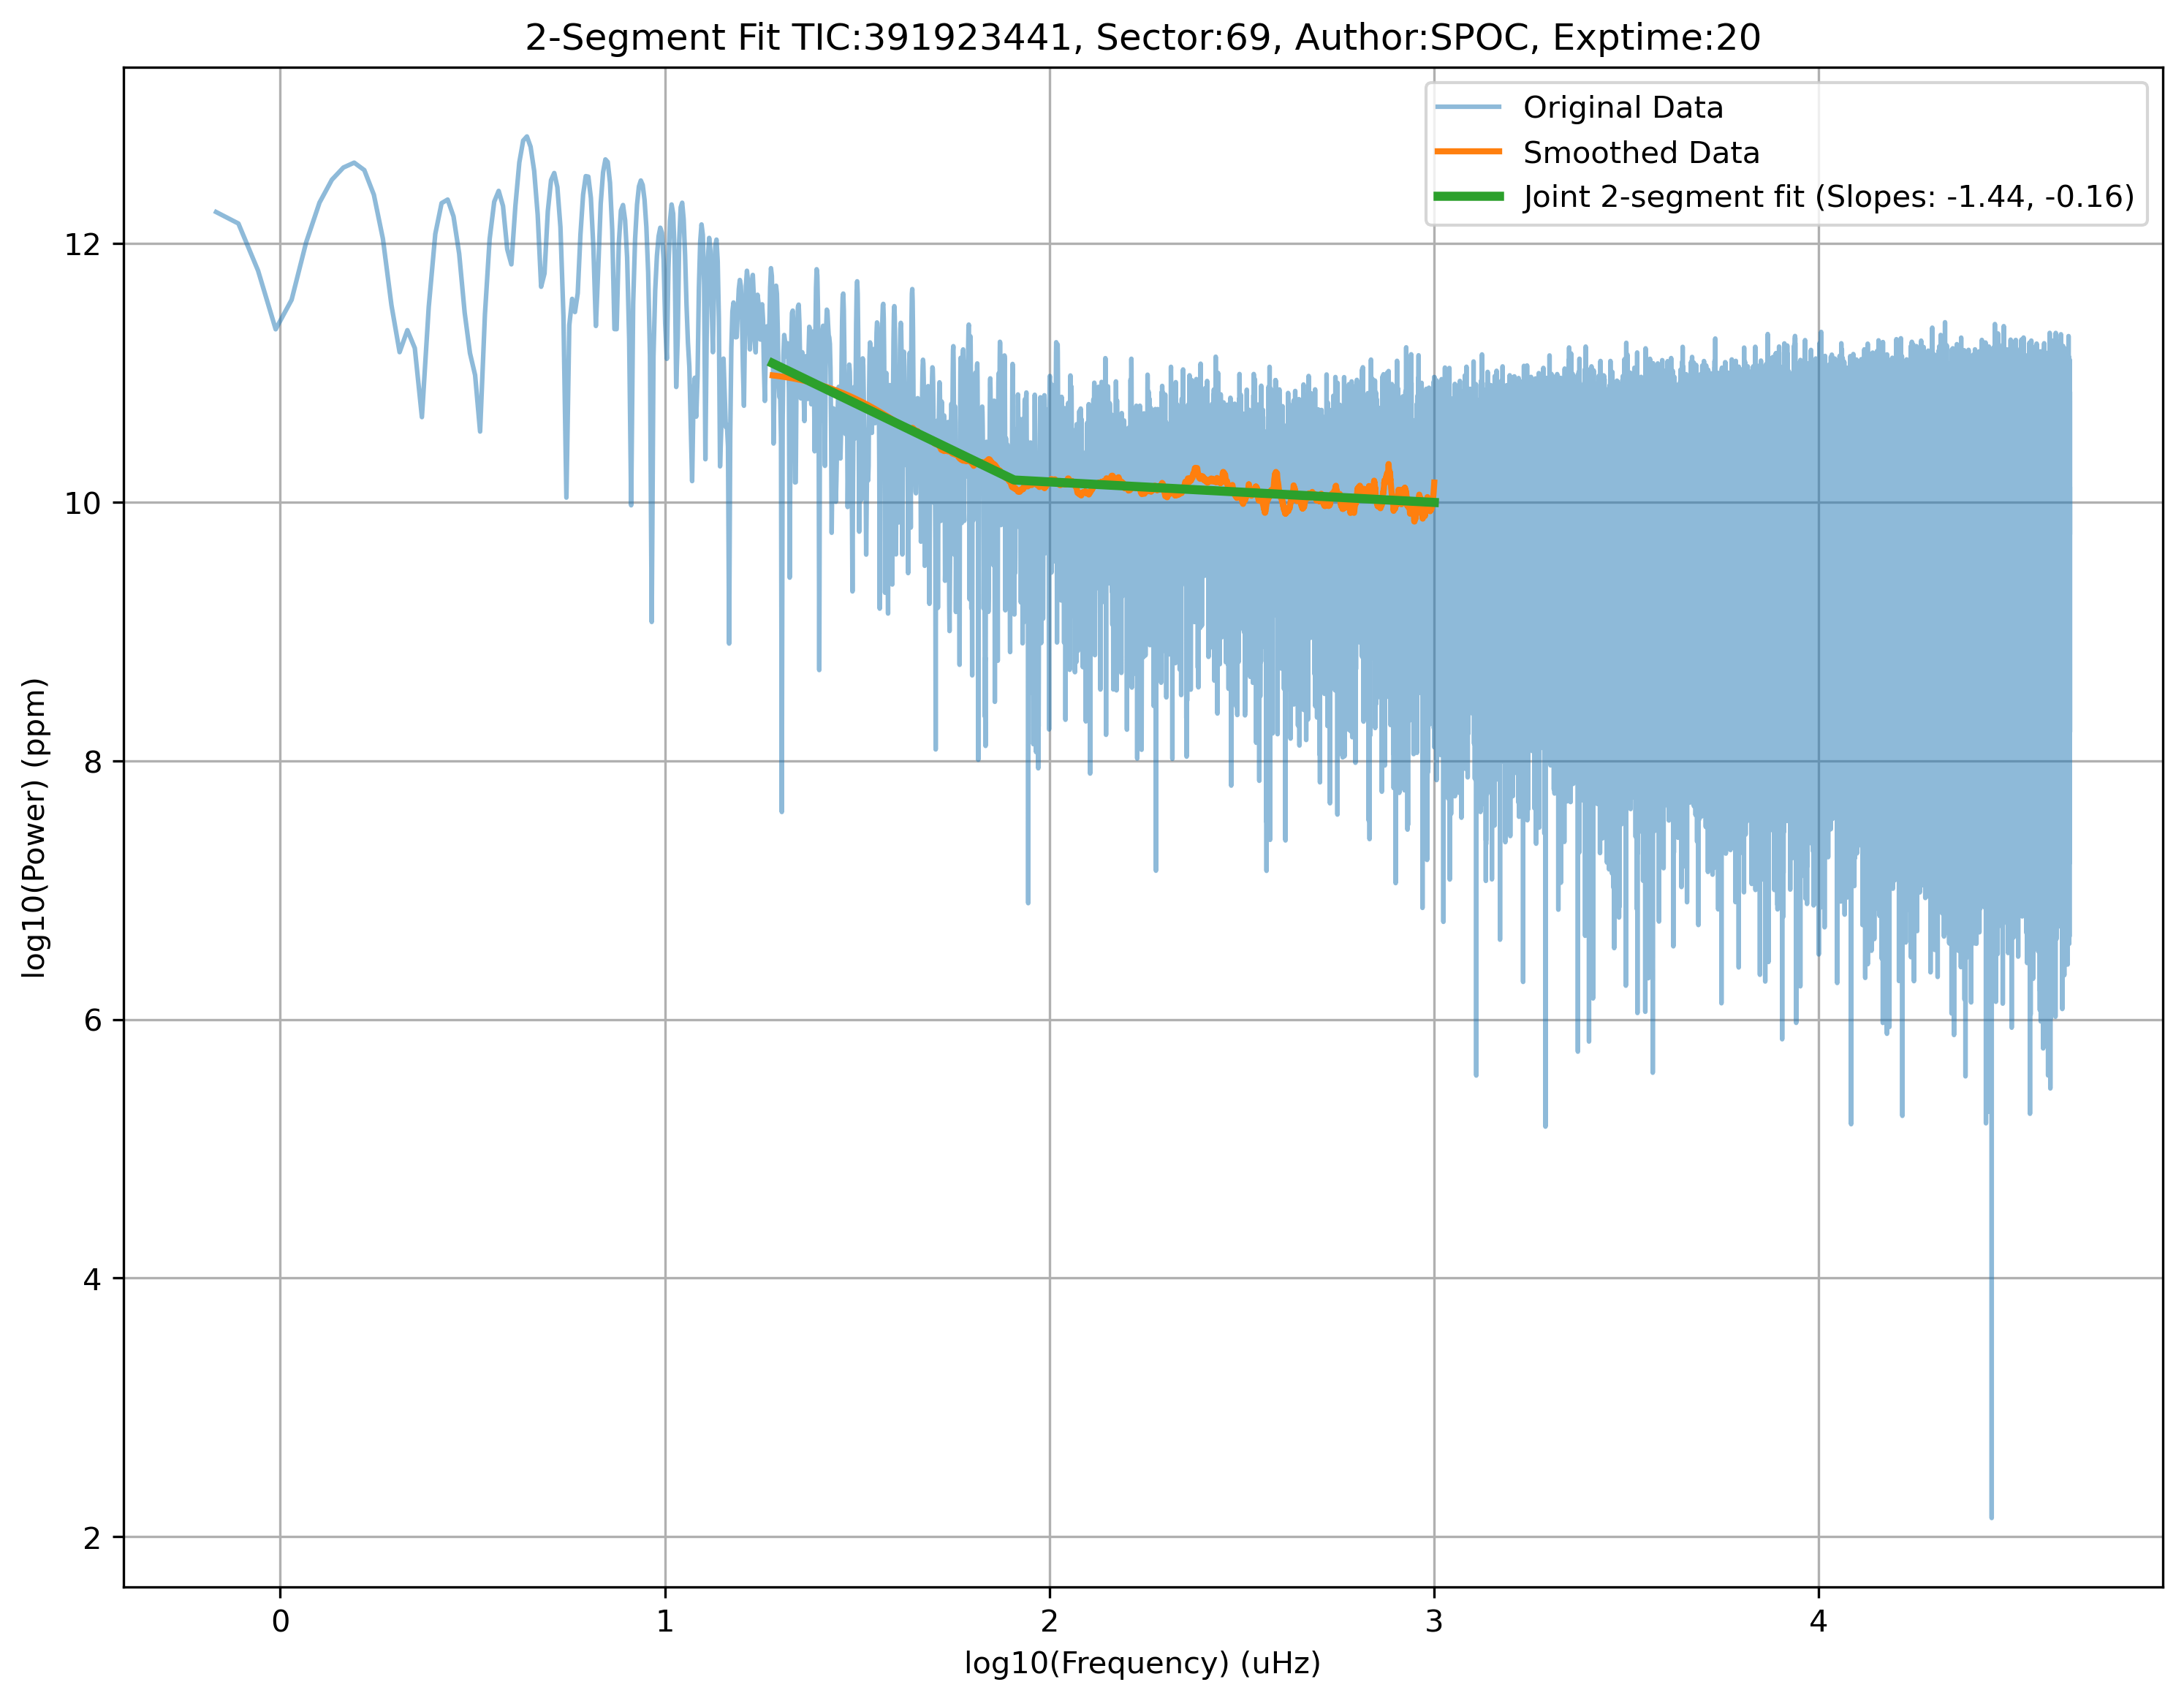 2-Segment Fit TIC:391923441, Sector:69, Author:SPOC, Exptime:20
Original Data
Smoothed Data
Joint 2-segment fit (Slopes: -1.44, -0.16)
log10(Power) (ppm)
12
10
8
6
4
2
0 1 2 3 4
log10(Frequency) (uHz)